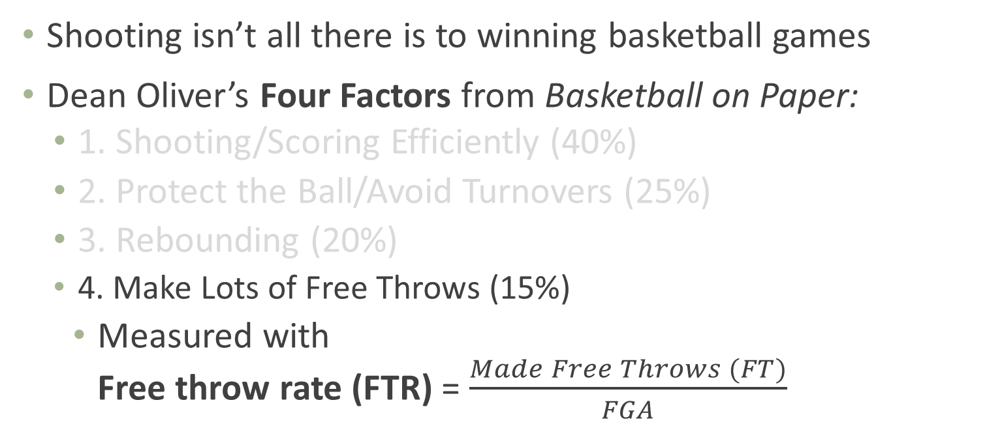 • Shooting isn’t all there is to winning basketball games
• Dean Oliver’s Four Factors from Basketball on Paper:
• 1. Shooting/Scoring Efficiently (40%)
• 2. Protect the Ball/Avoid Turnovers (25%)
• 3. Rebounding (20%)
• 4. Make Lots of Free Throws (15%)
• Measured with
Free throw rate (FTR) = Made Free Throws (FT)
FGA